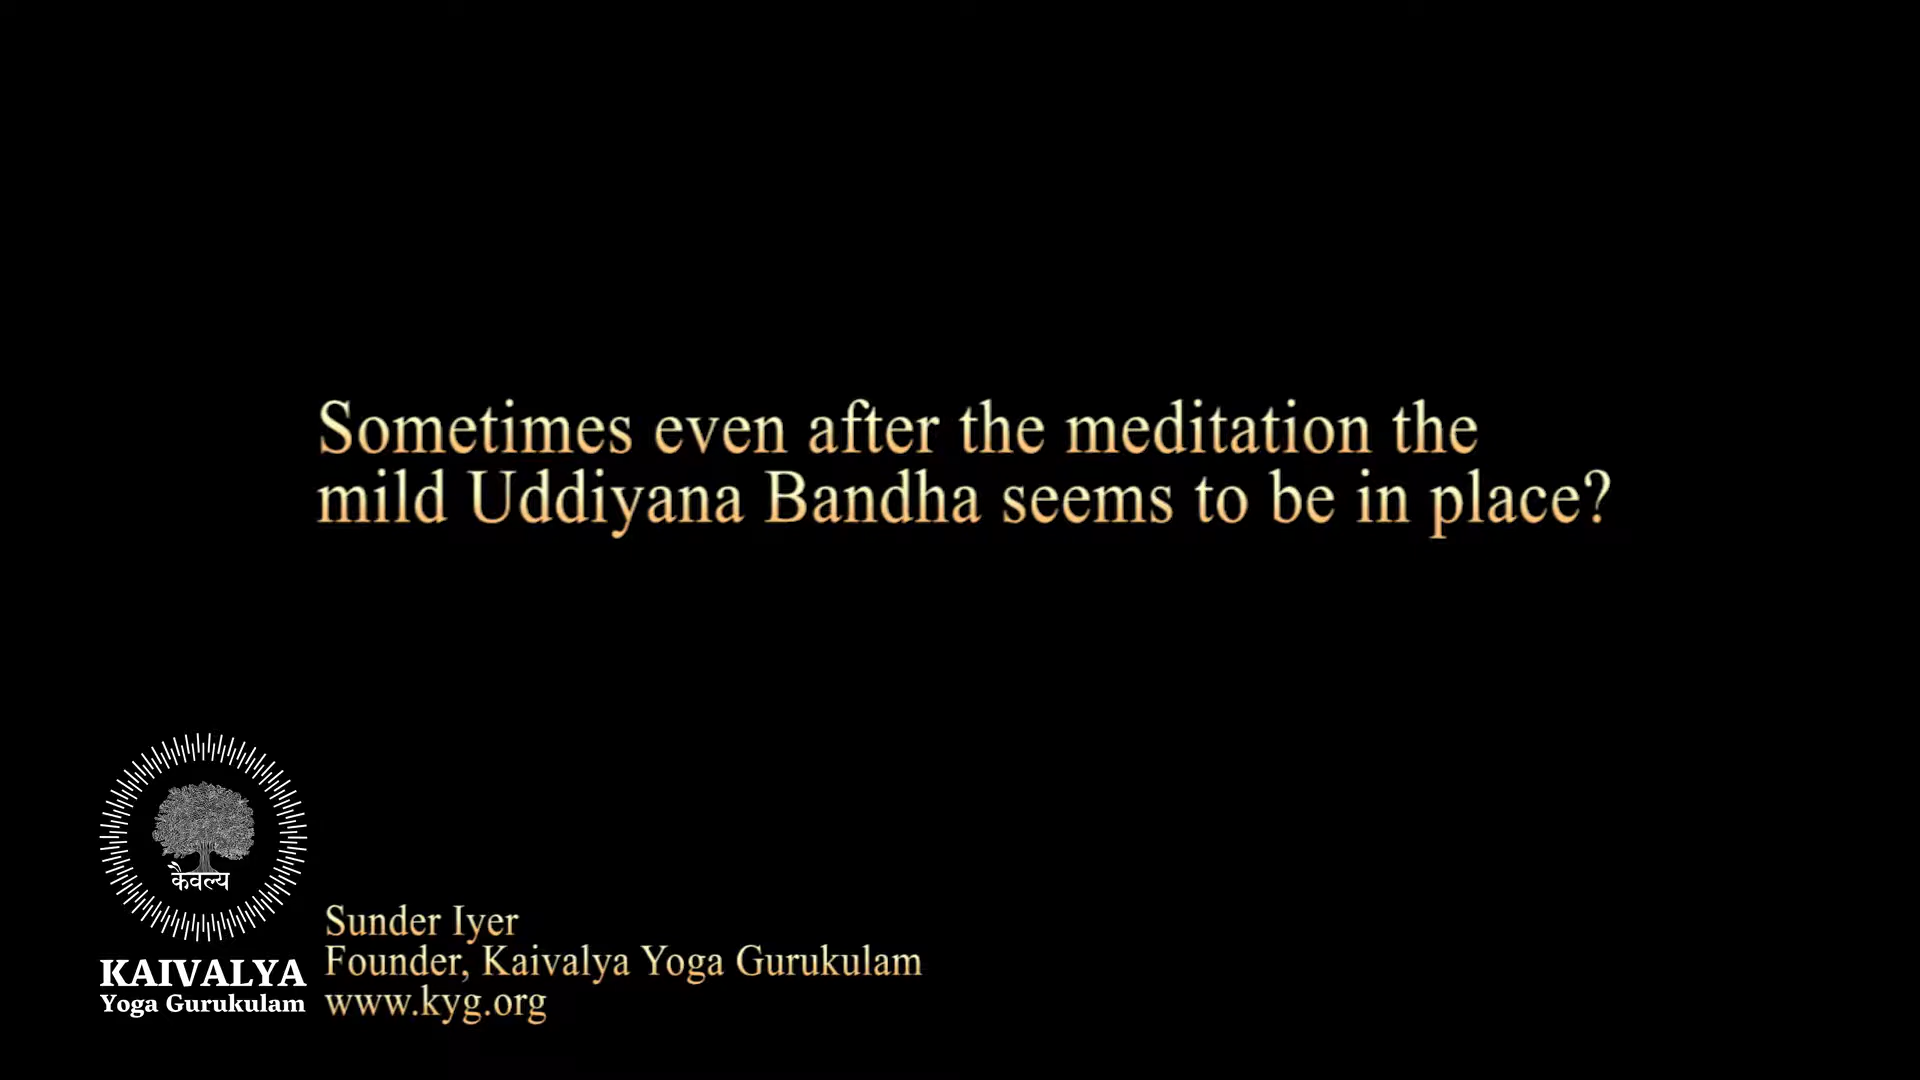 Sometimes even after the meditation the
mild Uddiyana Bandha seems to be in place?
कैवल्य
KAIVALYA
Yoga Gurukulam
Sunder Iyer
Founder, Kaivalya Yoga Gurukulam
www.kyg.org